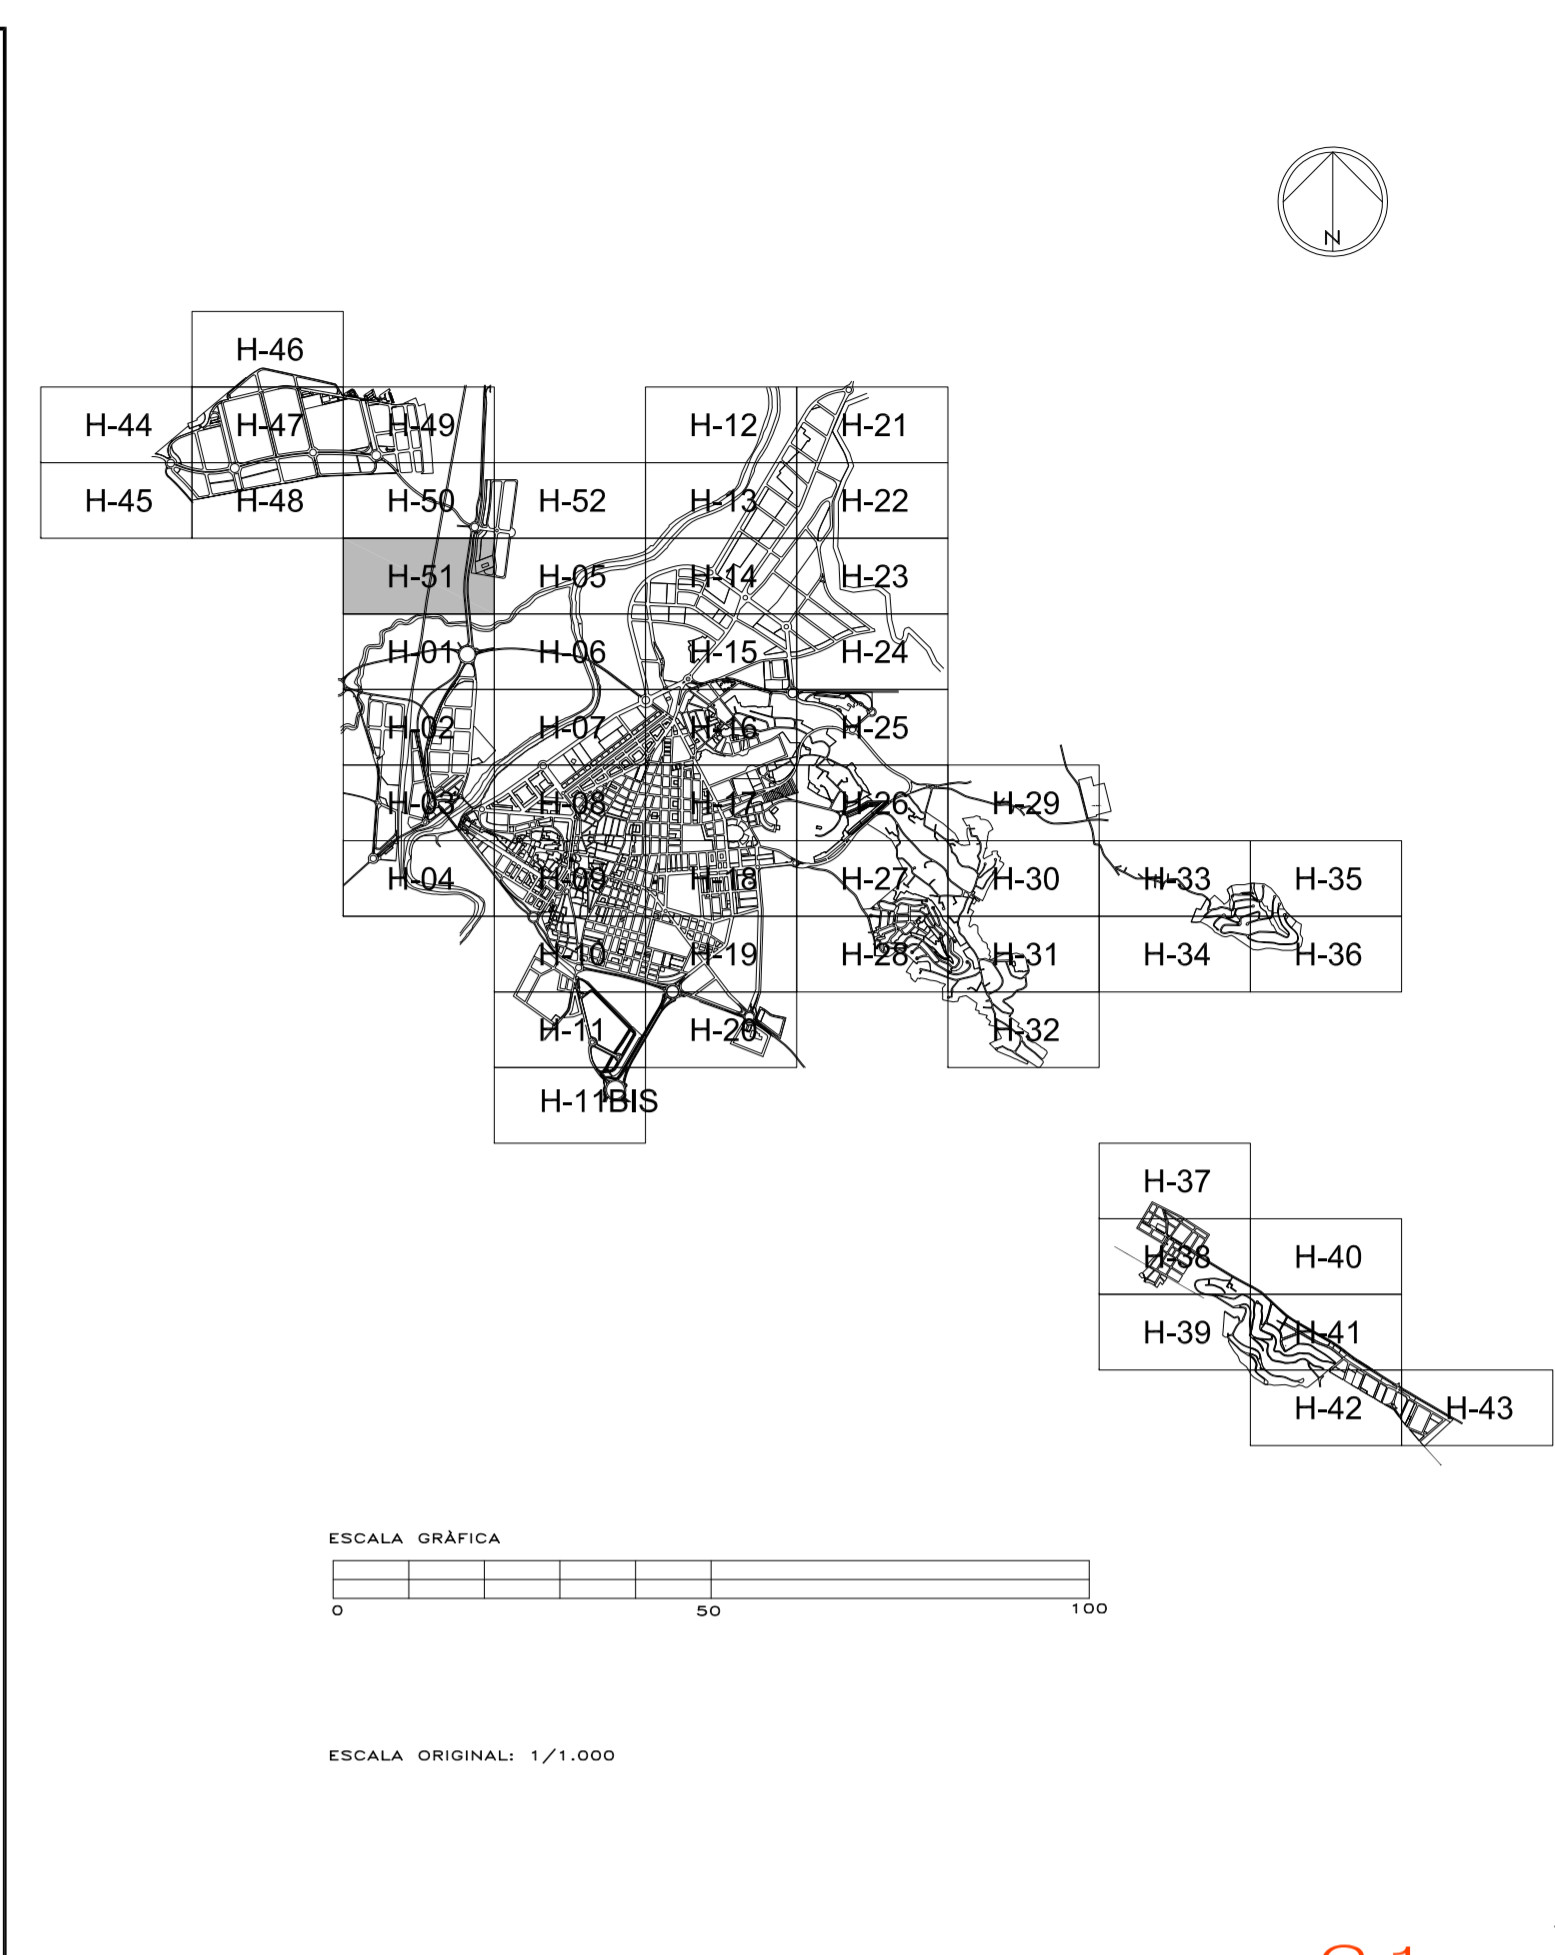 N
H-46
H-44 H-47 H-49 H-12 H-21
H-45 H-48 H-50 H-52 H-13 H-22
H-51 H-05 H-14 H-23
H-01 H-06 H-15 H-24
H-02 H-07 H-16 H-25
H-03 H-08 H-17 H-26 H-29
H-04 H-09 H-18 H-27 H-30 H-33 H-35
H-10 H-19 H-28 H-31 H-34 H-36
H-11 H-20 H-32
H-11BIS
H-37
H-38 H-40
H-39 H-41
H-42 H-43
ESCALA GRÀFICA
0 50 100
ESCALA ORIGINAL: 1/1.000